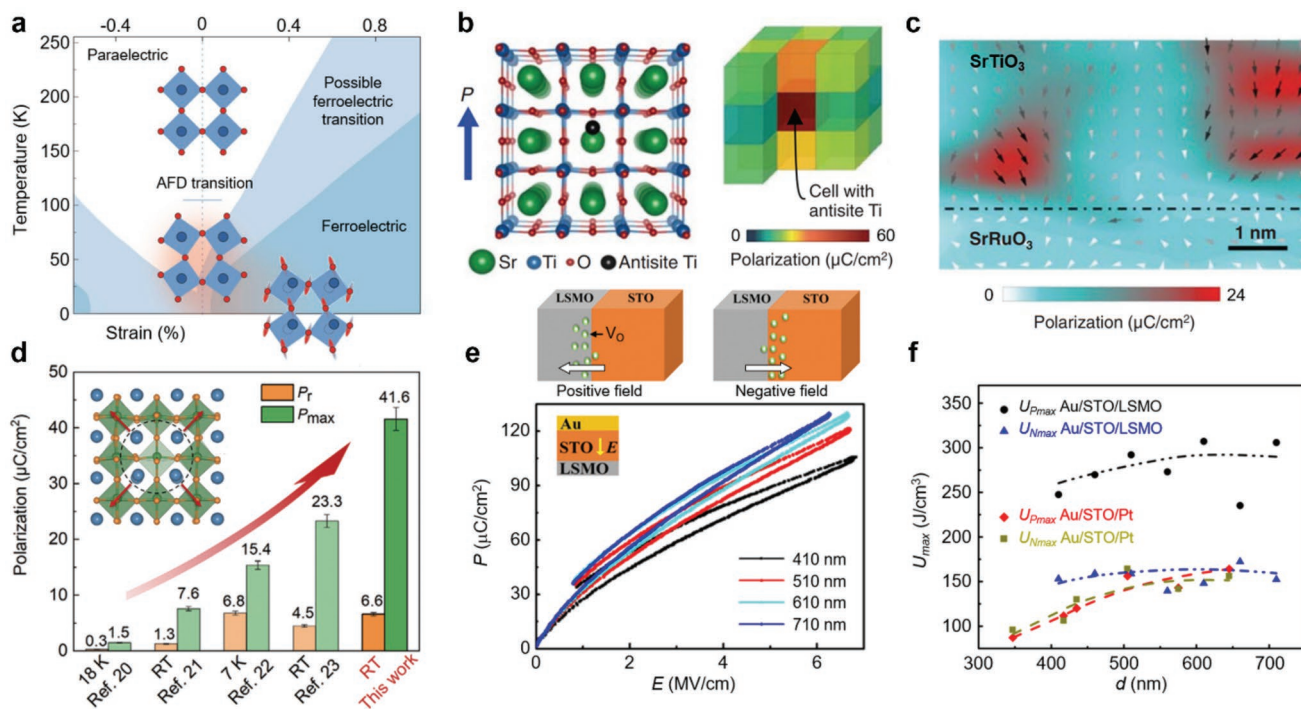 a
-0.4 0 0.4 0.8
250
200
150
100
50
0
Temperature (K)
Paraelectric
Possible
ferroelectric
transition
AFD transition
Ferroelectric
Strain (%)
b
P
Cell with
antisite Ti
0 60
Polarization (μC/cm²)
Sr Ti O Antisite Ti
c
SrTiO₃
SrRuO₃
1 nm
0 24
Polarization (μC/cm²)
d
50
40
30
20
10
0
Polarization (μC/cm²)
Pr
Pmax
0.3 1.5
1.3 7.6
6.8 15.4
4.5 23.3
6.6 41.6
18 K
Ref. 20
RT
Ref. 21
7 K
Ref. 22
RT
Ref. 23
RT
This work
LSMO STO
Vo
Positive field
LSMO STO
Negative field
e
120
90
60
30
0
P (μC/cm²)
Au
STO E
LSMO
410 nm
510 nm
610 nm
710 nm
0 2 4 6
E (MV/cm)
f
350
300
250
200
150
100
Umax (J/cm³)
UPmax Au/STO/LSMO
UNmax Au/STO/LSMO
UPmax Au/STO/Pt
UNmax Au/STO/Pt
300 400 500 600 700
d (nm)